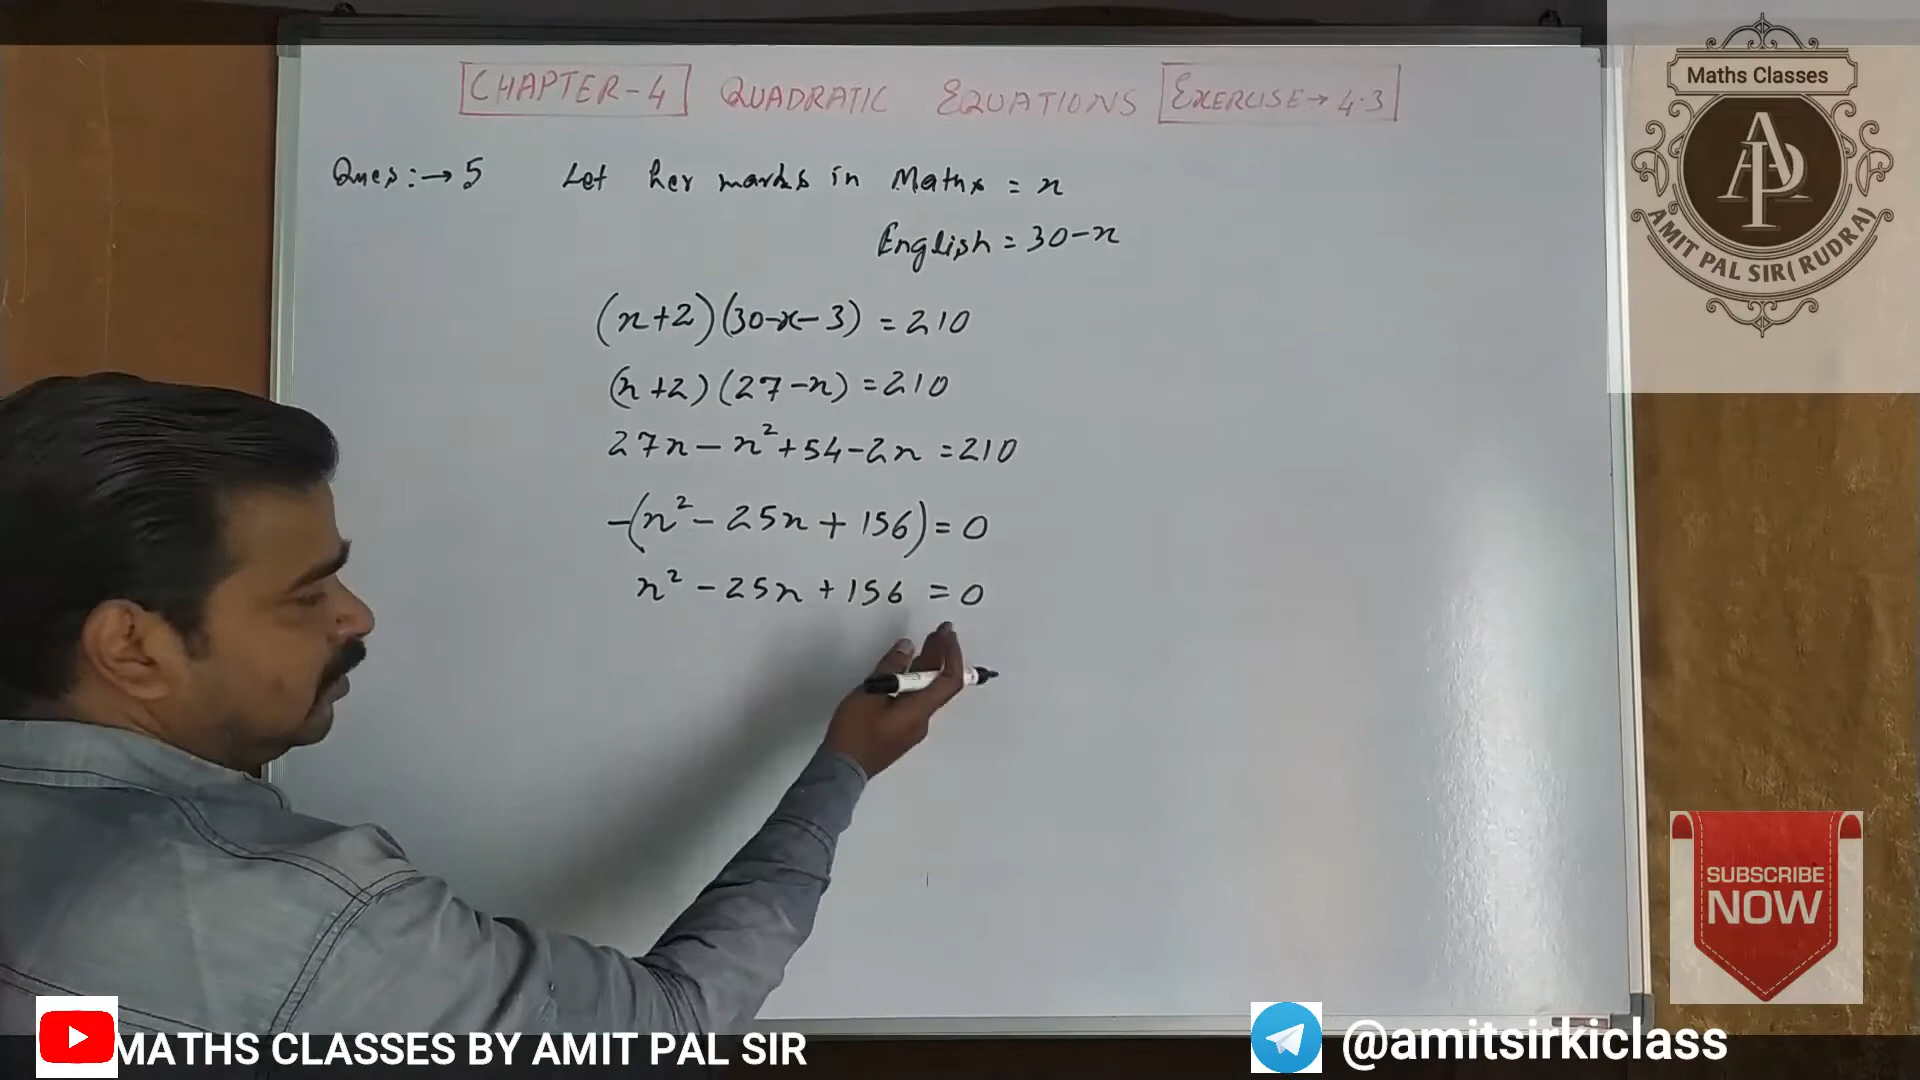 CHAPTER-4 QUADRATIC EQUATIONS EXERCISE→4.3
Ques:→5 Let her marks in Maths = x
English = 30-x
(x+2)(30-x-3) = 210
(x+2)(27-x) = 210
27x - x² + 54 - 2x = 210
-(x² - 25x + 156) = 0
x² - 25x + 156 = 0
Maths Classes
APA
AMIT PAL SIR(RUDRA)
SUBSCRIBE
NOW
MATHS CLASSES BY AMIT PAL SIR
@amitsirkiclass